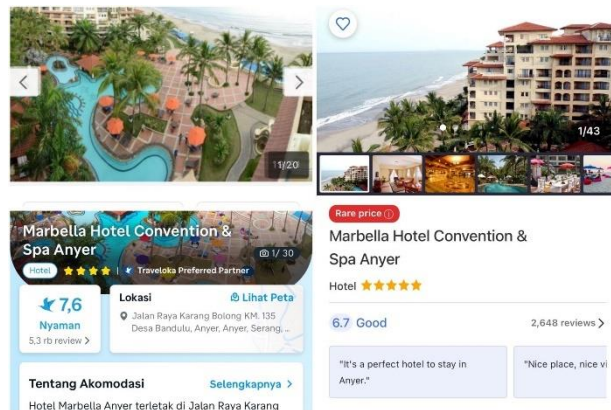 11/20
Marbella Hotel Convention &
Spa Anyer
1/30
Hotel
Traveloka Preferred Partner
7,6
Nyaman
5,3 rb review
Lokasi
Lihat Peta
Jalan Raya Karang Bolong KM. 135
Desa Bandulu, Anyer, Anyer, Serang, ...
Tentang Akomodasi
Selengkapnya
Hotel Marbella Anyer terletak di Jalan Raya Karang
1/43
Rare price
Marbella Hotel Convention &
Spa Anyer
Hotel
6.7 Good
2,648 reviews
"It's a perfect hotel to stay in
Anyer."
"Nice place, nice vi